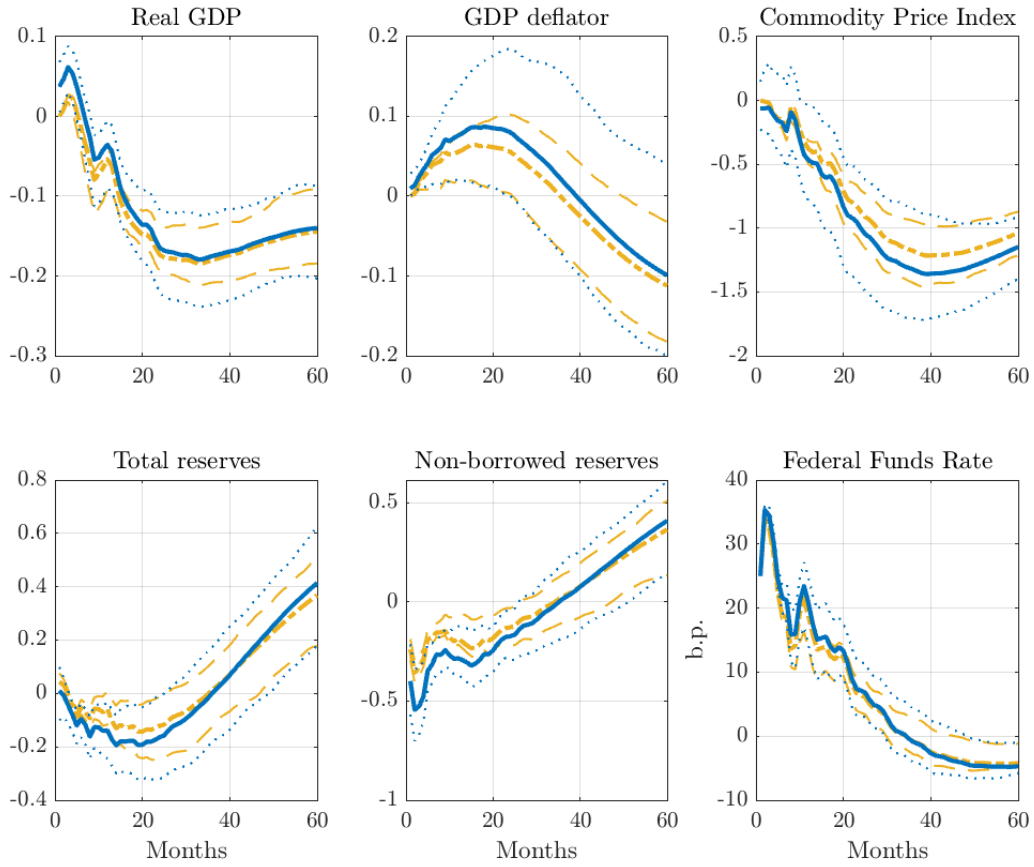 Real GDP
0.1
0
-0.1
-0.2
-0.3
0 20 40 60
GDP deflator
0.2
0.1
0
-0.1
-0.2
0 20 40 60
Commodity Price Index
0.5
0
-0.5
-1
-1.5
-2
0 20 40 60
Total reserves
0.8
0.6
0.4
0.2
0
-0.2
-0.4
0 20 40 60
Months
Non-borrowed reserves
0.5
0
-0.5
-1
0 20 40 60
Months
Federal Funds Rate
b.p.
40
30
20
10
0
-10
0 20 40 60
Months